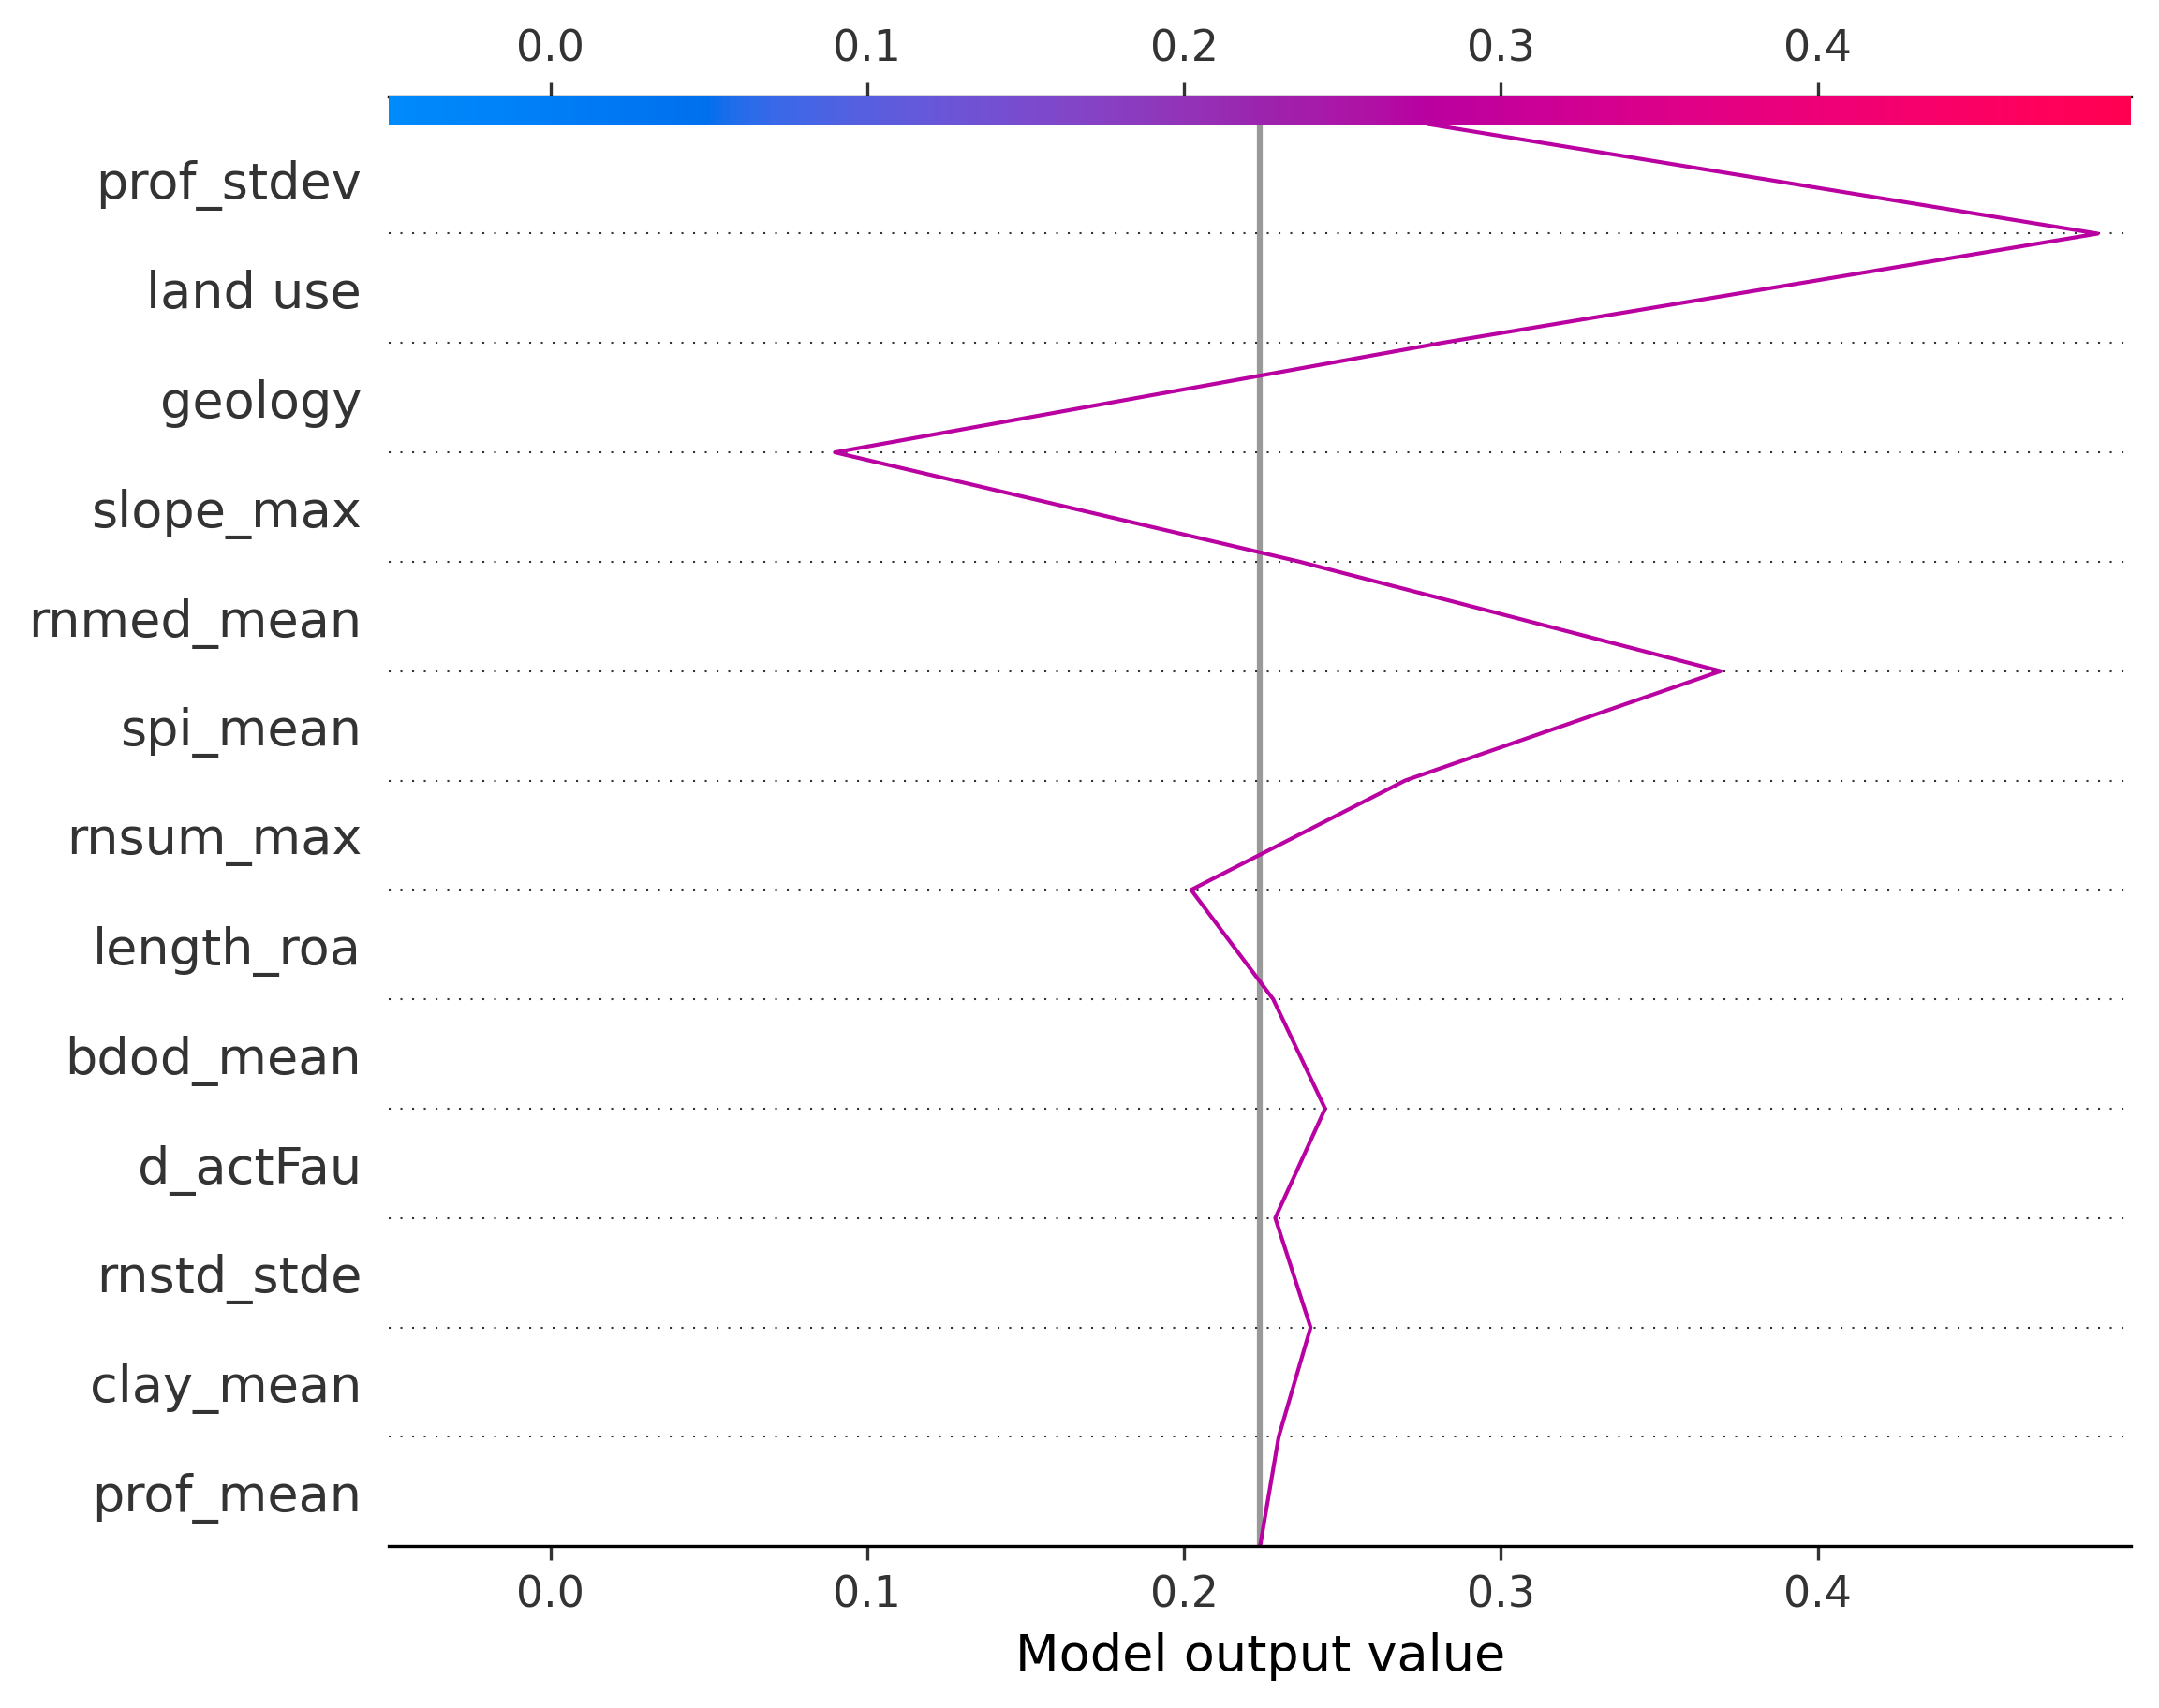 0.0 0.1 0.2 0.3 0.4
prof_stdev
land use
geology
slope_max
rnmed_mean
spi_mean
rnsum_max
length_roa
bdod_mean
d_actFau
rnstd_stde
clay_mean
prof_mean
0.0 0.1 0.2 0.3 0.4
Model output value